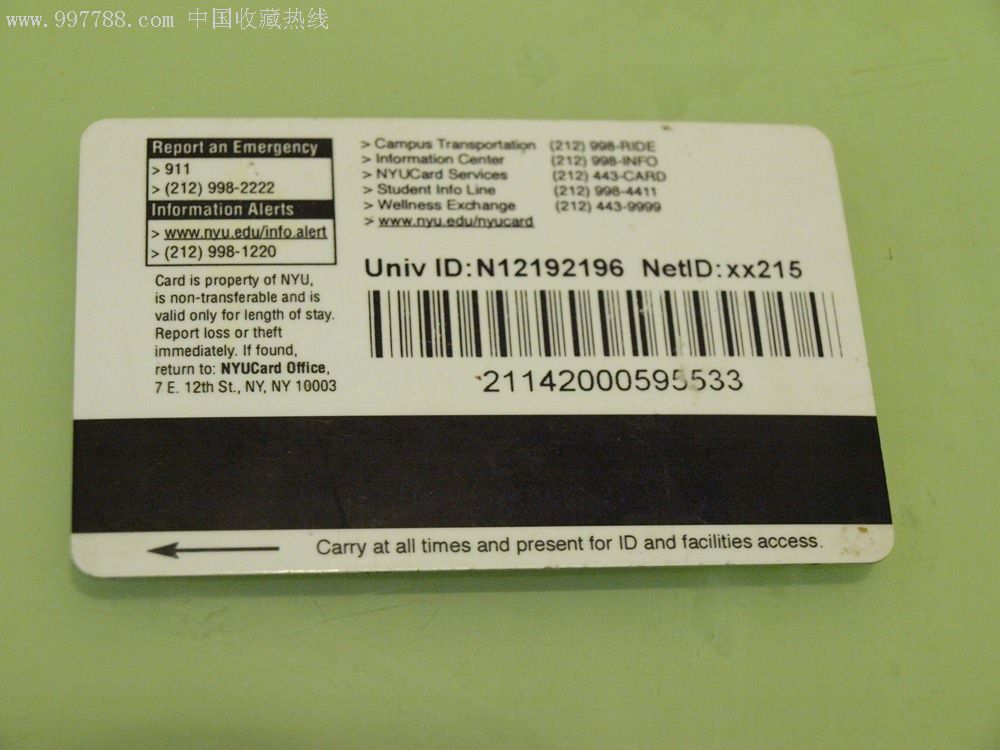 www.997788.com 中国收藏热线
Report an Emergency
> 911
> (212) 998-2222
Information Alerts
> www.nyu.edu/info.alert
> (212) 998-1220
Card is property of NYU,
is non-transferable and is
valid only for length of stay.
Report loss or theft
immediately. If found,
return to: NYUCard Office,
7 E. 12th St., NY, NY 10003
> Campus Transportation (212) 998-RIDE
> Information Center (212) 998-INFO
> NYUCard Services (212) 443-CARD
> Student Info Line (212) 998-4411
> Wellness Exchange (212) 443-9999
> www.nyu.edu/nyucard
Univ ID:N12192196 NetID:xx215
21142000595533
Carry at all times and present for ID and facilities access.